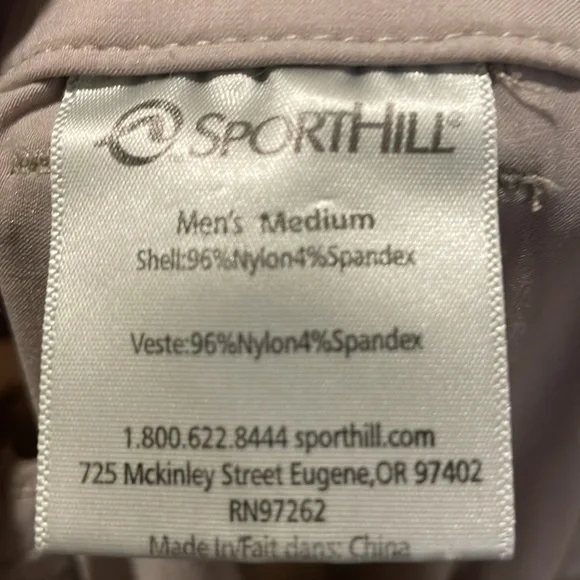 SPORTHILL®
Men's Medium
Shell:96%Nylon4%Spandex
Veste:96%Nylon4%Spandex
1.800.622.8444 sporthill.com
725 Mckinley Street Eugene,OR 97402
RN97262
Made In/Fait dans: China